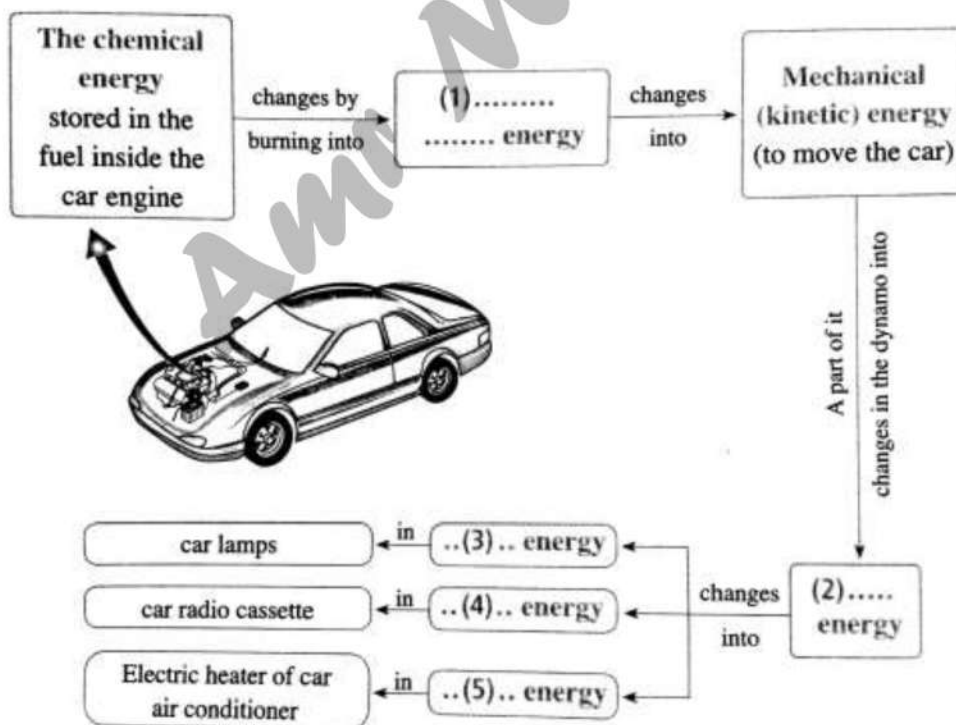 The chemical
energy
stored in the
fuel inside the
car engine
changes by
burning into
(1).........
........ energy
changes
into
Mechanical
(kinetic) energy
(to move the car)
A part of it
changes in the dynamo into
(2).....
energy
changes
into
..(3).. energy
in
car lamps
..(4).. energy
in
car radio cassette
..(5).. energy
in
Electric heater of car
air conditioner